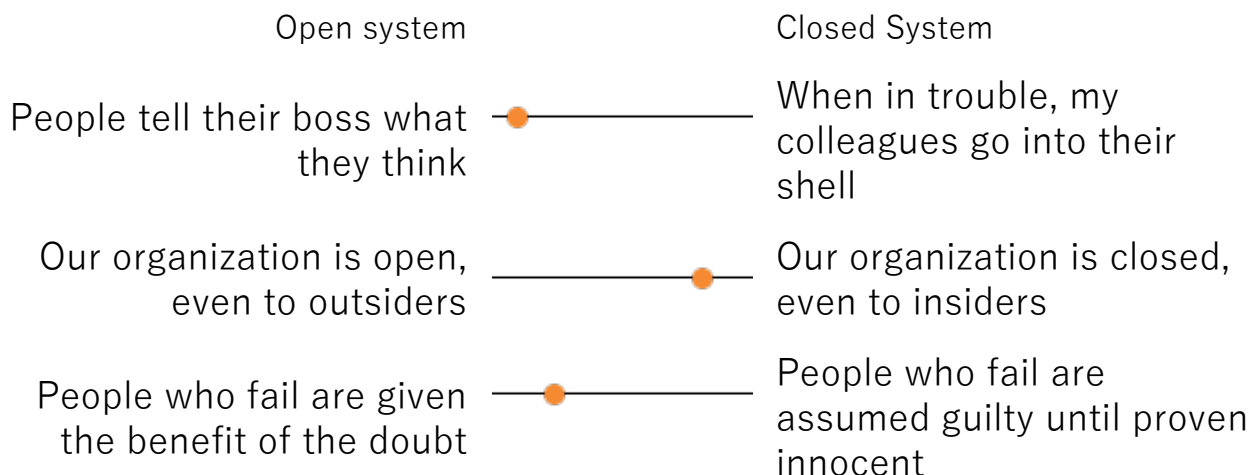 Open system
Closed System
People tell their boss what
they think
When in trouble, my
colleagues go into their
shell
Our organization is open,
even to outsiders
Our organization is closed,
even to insiders
People who fail are given
the benefit of the doubt
People who fail are
assumed guilty until proven
innocent